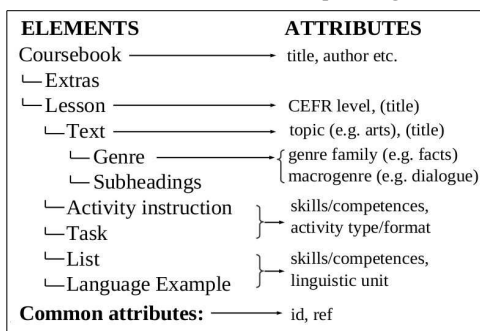 ELEMENTS ATTRIBUTES
Coursebook title, author etc.
Extras
Lesson CEFR level, (title)
Text topic (e.g. arts), (title)
Genre genre family (e.g. facts)
Subheadings macrogenre (e.g. dialogue)
Activity instruction skills/competences,
Task activity type/format
List skills/competences,
Language Example linguistic unit
Common attributes: id, ref